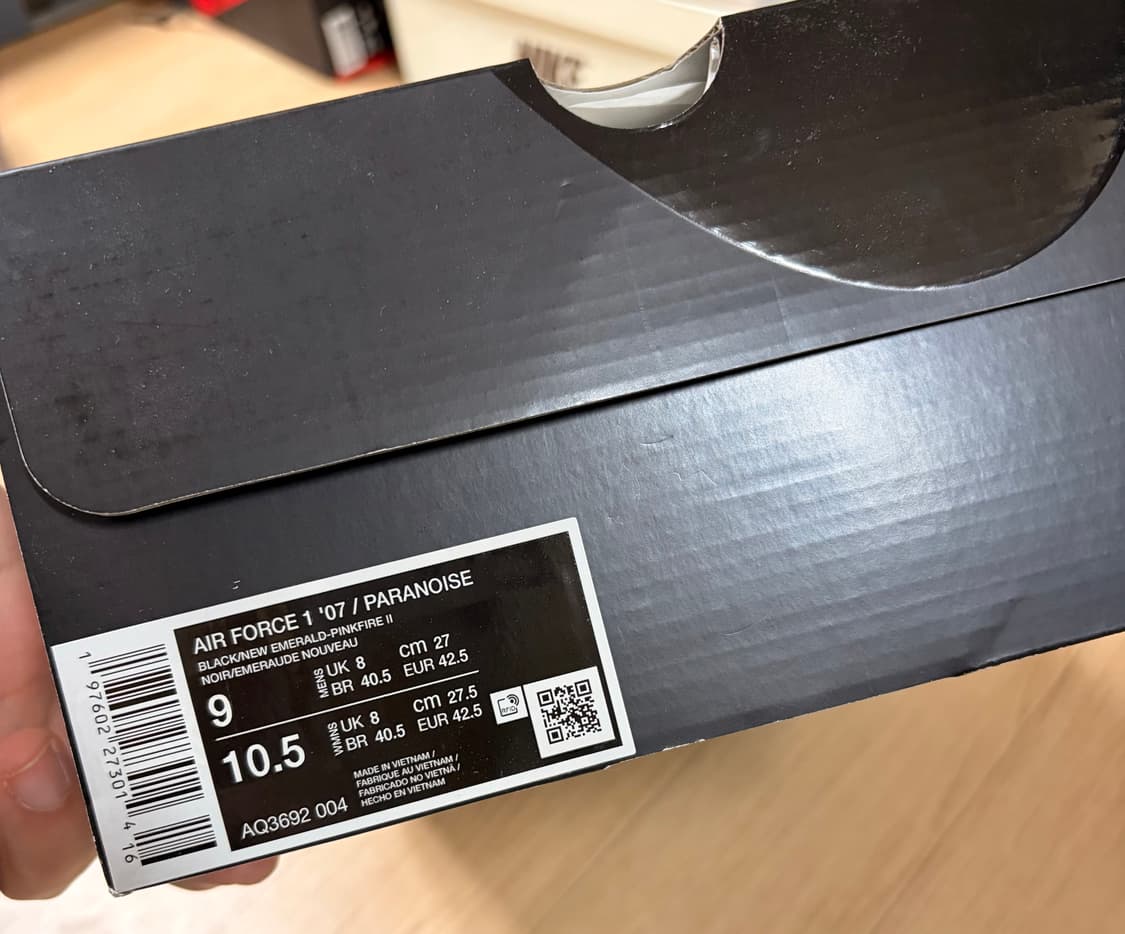 NIKE
AIR FORCE 1 '07 / PARANOISE
BLACK/NEW EMERALD-PINKFIRE II
NOIR/EMERAUDE NOUVEAU
9 MENS UK 8 cm 27
BR 40.5 EUR 42.5
10.5 WMNS UK 8 cm 27.5
BR 40.5 EUR 42.5
RFID
MADE IN VIETNAM /
FABRIQUE AU VIETNAM /
FABRICADO NO VIETNÃ /
HECHO EN VIETNAM
AQ3692 004
1 97602 27301 4 16